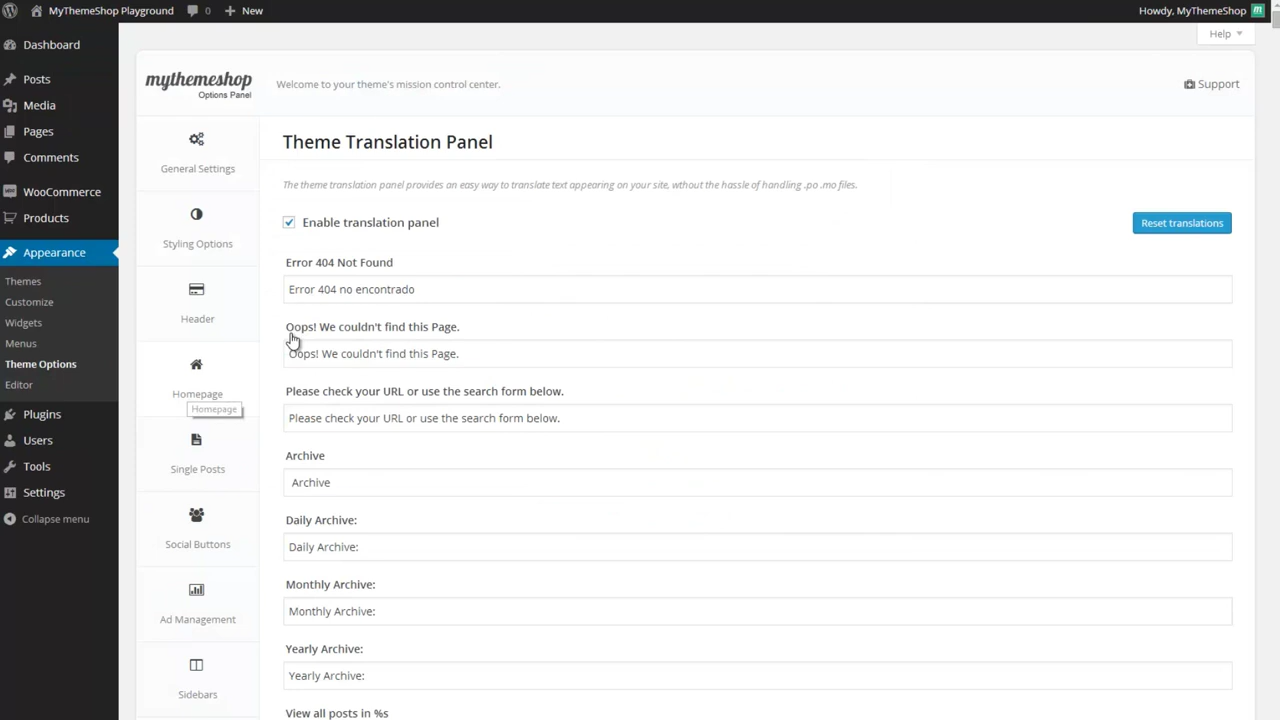 MyThemeShop Playground
0
New
Howdy, MyThemeShop
m
Help
Dashboard
Posts
Media
Pages
Comments
WooCommerce
Products
Appearance
Themes
Customize
Widgets
Menus
Theme Options
Editor
Plugins
Users
Tools
Settings
Collapse menu
mythemeshop
Options Panel
Welcome to your theme's mission control center.
Support
General Settings
Styling Options
Header
Homepage
Homepage
Single Posts
Social Buttons
Ad Management
Sidebars
Theme Translation Panel
The theme translation panel provides an easy way to translate text appearing on your site, wthout the hassle of handling .po .mo files.
Enable translation panel
Reset translations
Error 404 Not Found
Error 404 no encontrado
Oops! We couldn't find this Page.
Oops! We couldn't find this Page.
Please check your URL or use the search form below.
Please check your URL or use the search form below.
Archive
Archive
Daily Archive:
Daily Archive:
Monthly Archive:
Monthly Archive:
Yearly Archive:
Yearly Archive:
View all posts in %s